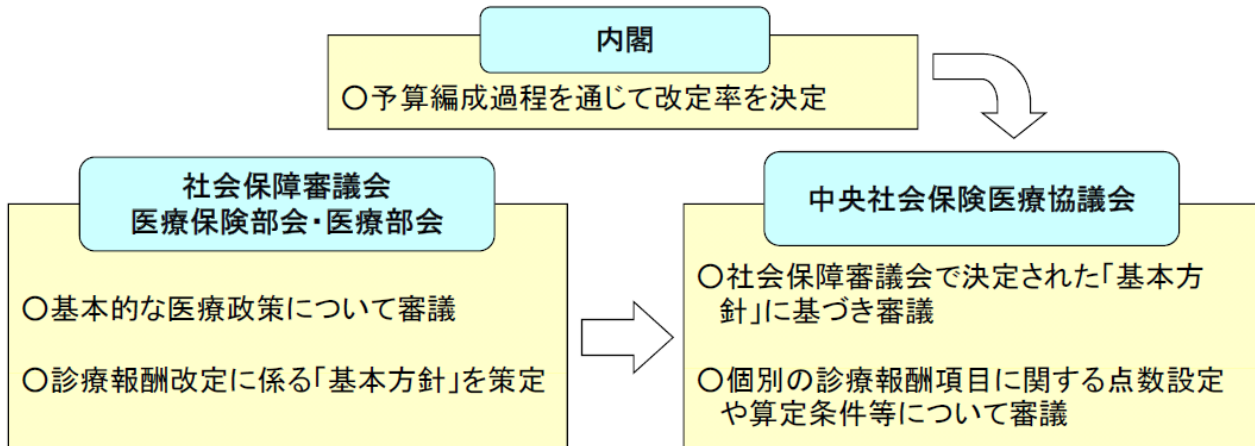 内閣
○予算編成過程を通じて改定率を決定
社会保障審議会
医療保険部会・医療部会
○基本的な医療政策について審議
○診療報酬改定に係る「基本方針」を策定
中央社会保険医療協議会
○社会保障審議会で決定された「基本方
針」に基づき審議
○個別の診療報酬項目に関する点数設定
や算定条件等について審議